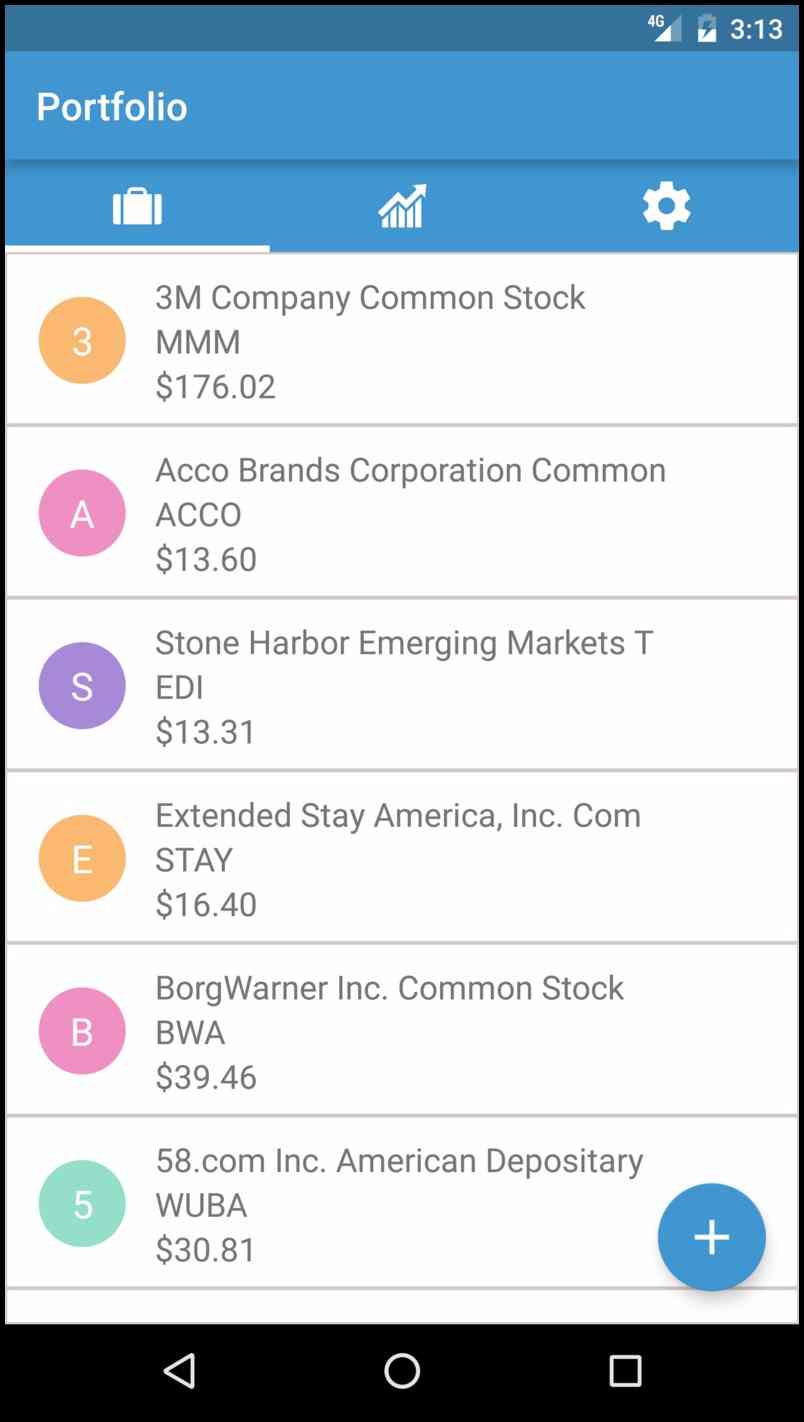 4G 3:13
Portfolio
3M Company Common Stock
3
MMM
$176.02
Acco Brands Corporation Common
A
ACCO
$13.60
Stone Harbor Emerging Markets T
S
EDI
$13.31
Extended Stay America, Inc. Com
E
STAY
$16.40
BorgWarner Inc. Common Stock
B
BWA
$39.46
58.com Inc. American Depositary
5
WUBA
$30.81